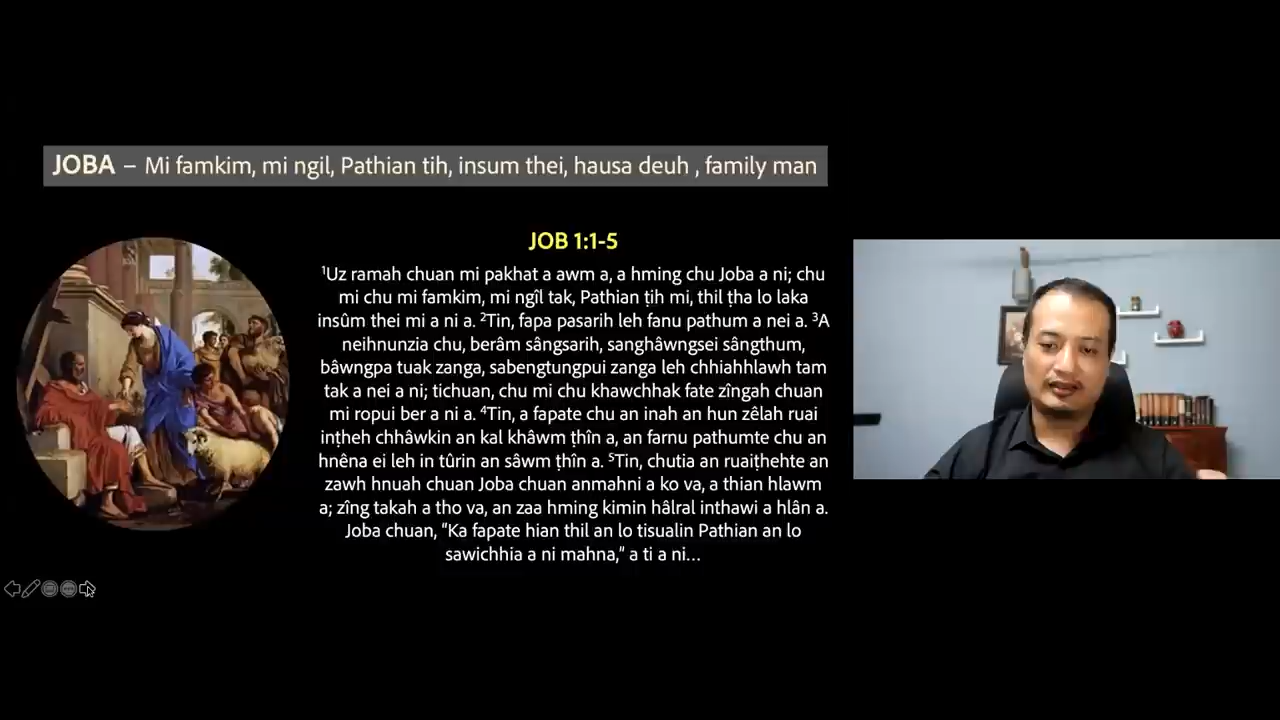 JOBA – Mi famkim, mi ngil, Pathian tih, insum thei, hausa deuh , family man
JOB 1:1-5
¹Uz ramah chuan mi pakhat a awm a, a hming chu Joba a ni; chu
mi chu mi famkim, mi ngîl tak, Pathian ṭih mi, thil ṭha lo laka
insûm thei mi a ni a. ²Tin, fapa pasarih leh fanu pathum a nei a. ³A
neihnunzia chu, berâm sângsarih, sanghâwngsei sângthum,
bâwngpa tuak zanga, sabengtungpui zanga leh chhiahhlawh tam
tak a nei a ni; tichuan, chu mi chu khawchhak fate zîngah chuan
mi ropui ber a ni a. ⁴Tin, a fapate chu an inah an hun zêlah ruai
inṭheh chhâwkin an kal khâwm ṭhîn a, an farnu pathumte chu an
hnêna ei leh in tûrin an sâwm ṭhîn a. ⁵Tin, chutia an ruaiṭhehte an
zawh hnuah chuan Joba chuan anmahni a ko va, a thian hlawm
a; zîng takah a tho va, an zaa hming kimin hâlral inthawi a hlân a.
Joba chuan, “Ka fapate hian thil an lo tisualin Pathian an lo
sawichhia a ni mahna,” a ti a ni...